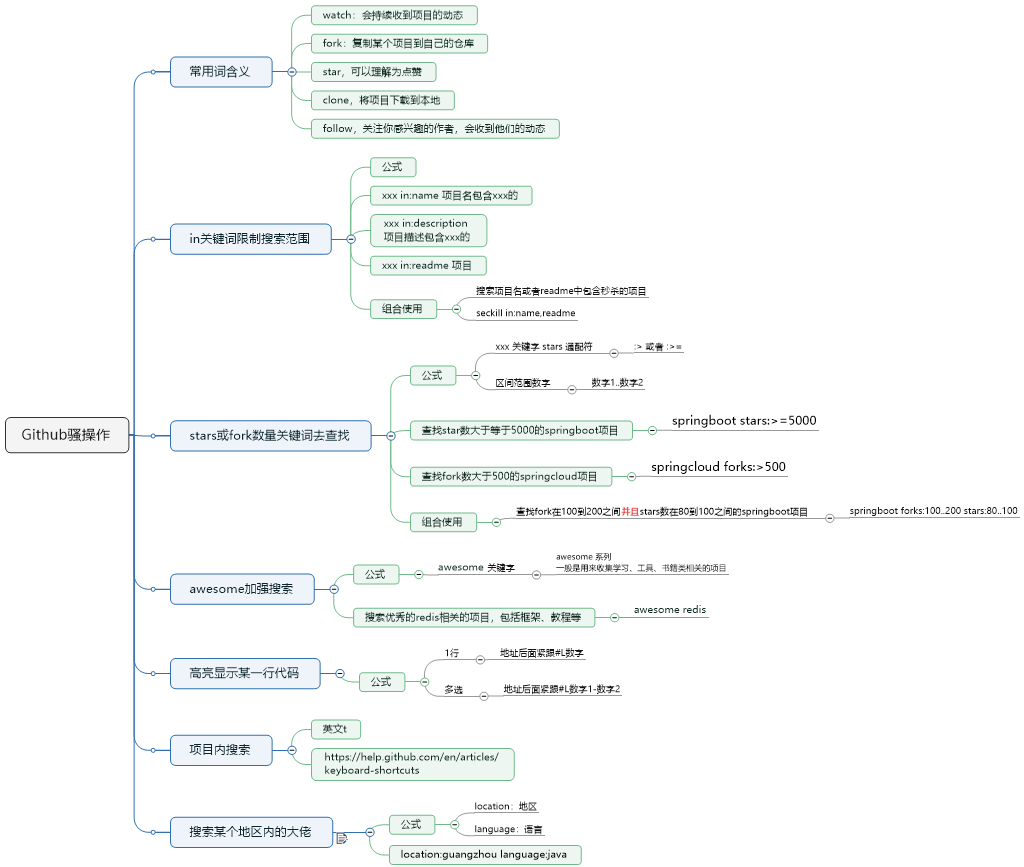 Github骚操作
常用词含义
watch：会持续收到项目的动态
fork：复制某个项目到自己的仓库
star，可以理解为点赞
clone，将项目下载到本地
follow，关注你感兴趣的作者，会收到他们的动态
in关键词限制搜索范围
公式
xxx in:name 项目名包含xxx的
xxx in:description
项目描述包含xxx的
xxx in:readme 项目
组合使用
搜索项目名或者readme中包含秒杀的项目
seckill in:name,readme
stars或fork数量关键词去查找
公式
xxx 关键字 stars 通配符
:> 或者 :>=
区间范围数字
数字1..数字2
查找star数大于等于5000的springboot项目
springboot stars:>=5000
查找fork数大于500的springcloud项目
springcloud forks:>500
组合使用
查找fork在100到200之间并且stars数在80到100之间的springboot项目
springboot forks:100..200 stars:80..100
awesome加强搜索
公式
awesome 关键字
awesome 系列
一般是用来收集学习、工具、书籍类相关的项目
搜索优秀的redis相关的项目，包括框架、教程等
awesome redis
高亮显示某一行代码
公式
1行
地址后面紧跟#L数字
多选
地址后面紧跟#L数字1-数字2
项目内搜索
英文t
https://help.github.com/en/articles/
keyboard-shortcuts
搜索某个地区内的大佬
公式
location：地区
language：语言
location:guangzhou language:java